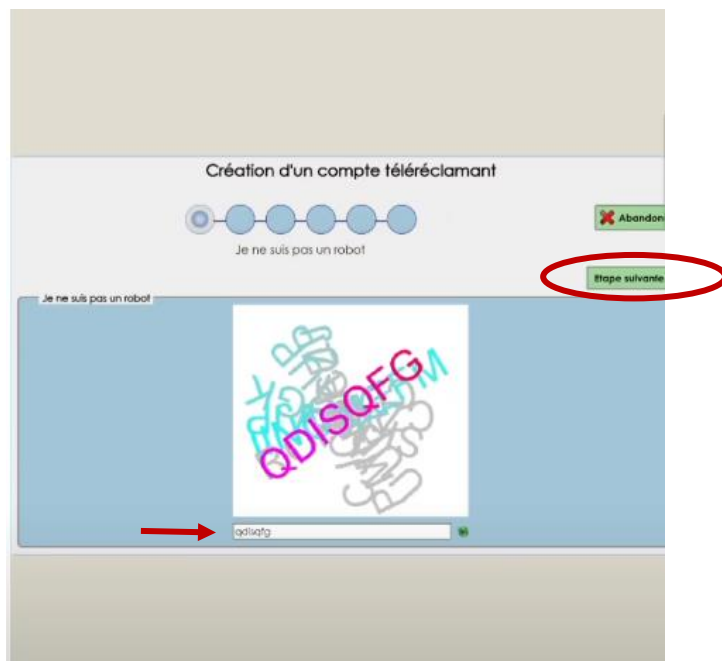 Création d'un compte téléréclamant
Abandon
Je ne suis pas un robot
Etape suivante
Je ne suis pas un robot
QDISQFG
qdisqfg